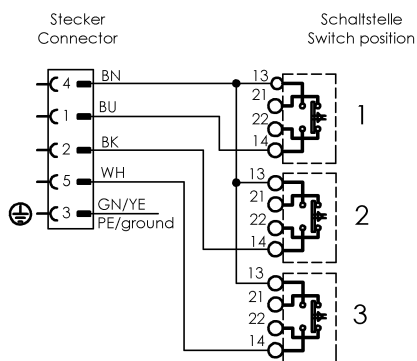 Stecker
Connector
Schaltstelle
Switch position
4 BN
1 BU
2 BK
5 WH
3 GN/YE
PE/ground
13
21
22
14
1
13
21
22
14
2
13
21
22
14
3